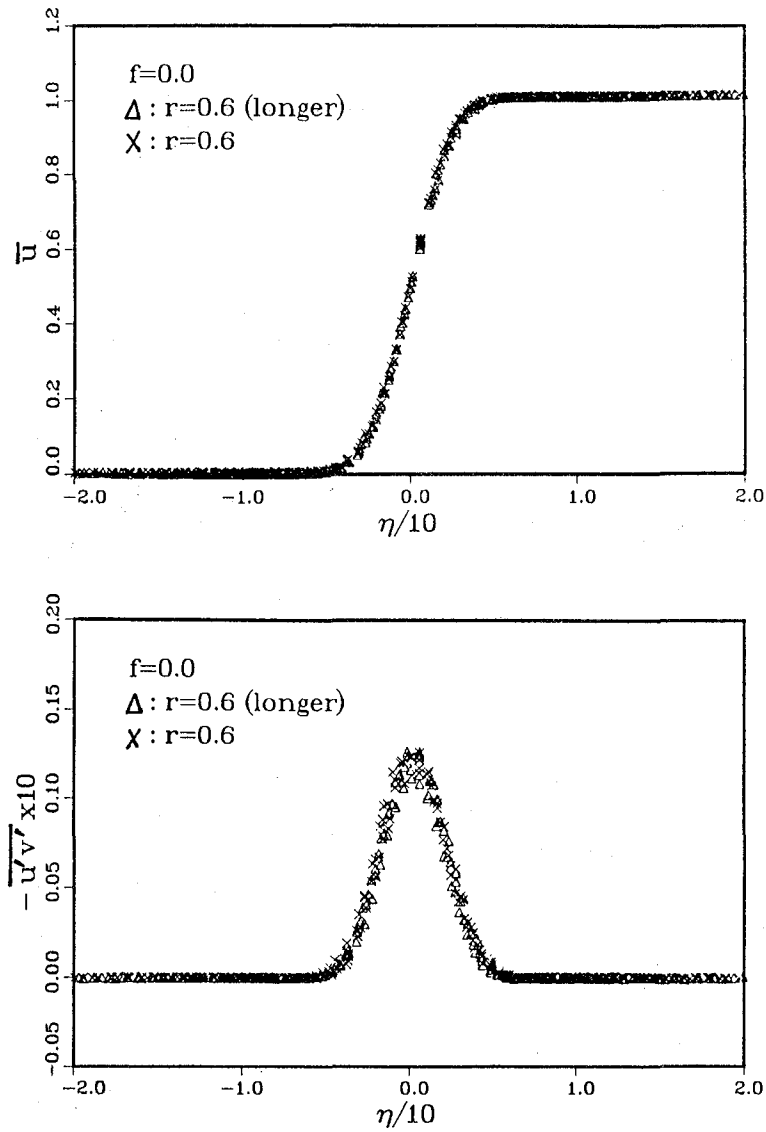 1.2
1.0
0.8
0.6
0.4
0.2
0.0
u̅
f=0.0
Δ : r=0.6 (longer)
X : r=0.6
-2.0 -1.0 0.0 1.0 2.0
η/10
0.20
0.15
0.10
0.05
0.00
-0.05
− u′v′ x10
f=0.0
Δ : r=0.6 (longer)
X : r=0.6
-2.0 -1.0 0.0 1.0 2.0
η/10